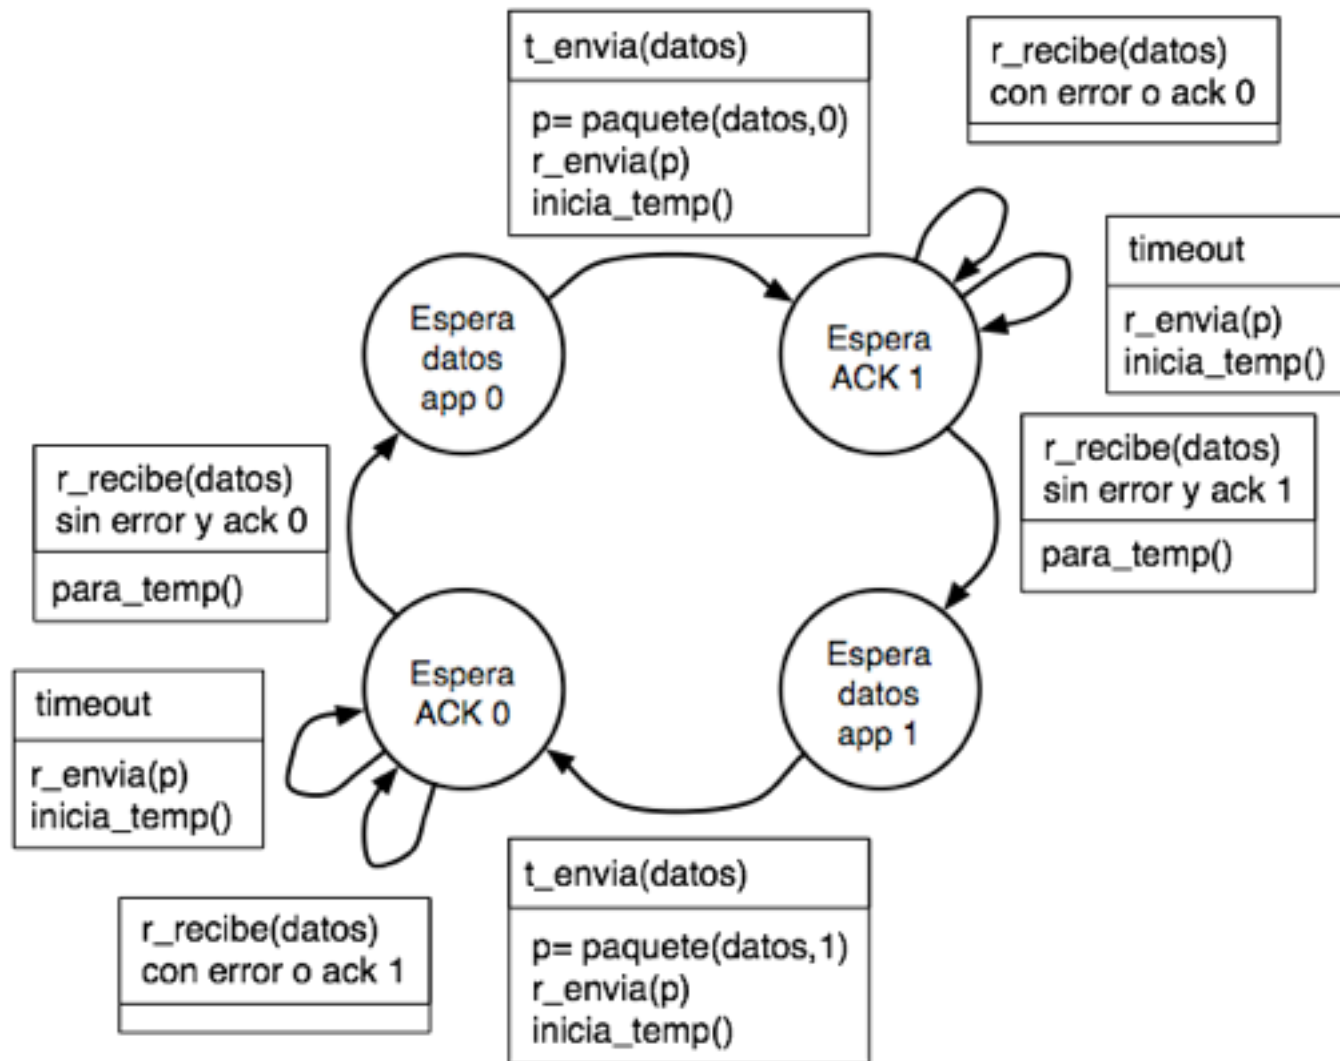 t_envia(datos)
p= paquete(datos,0)
r_envia(p)
inicia_temp()
r_recibe(datos)
con error o ack 0
timeout
r_envia(p)
inicia_temp()
Espera
datos
app 0
Espera
ACK 1
r_recibe(datos)
sin error y ack 0
para_temp()
r_recibe(datos)
sin error y ack 1
para_temp()
Espera
ACK 0
Espera
datos
app 1
timeout
r_envia(p)
inicia_temp()
r_recibe(datos)
con error o ack 1
t_envia(datos)
p= paquete(datos,1)
r_envia(p)
inicia_temp()